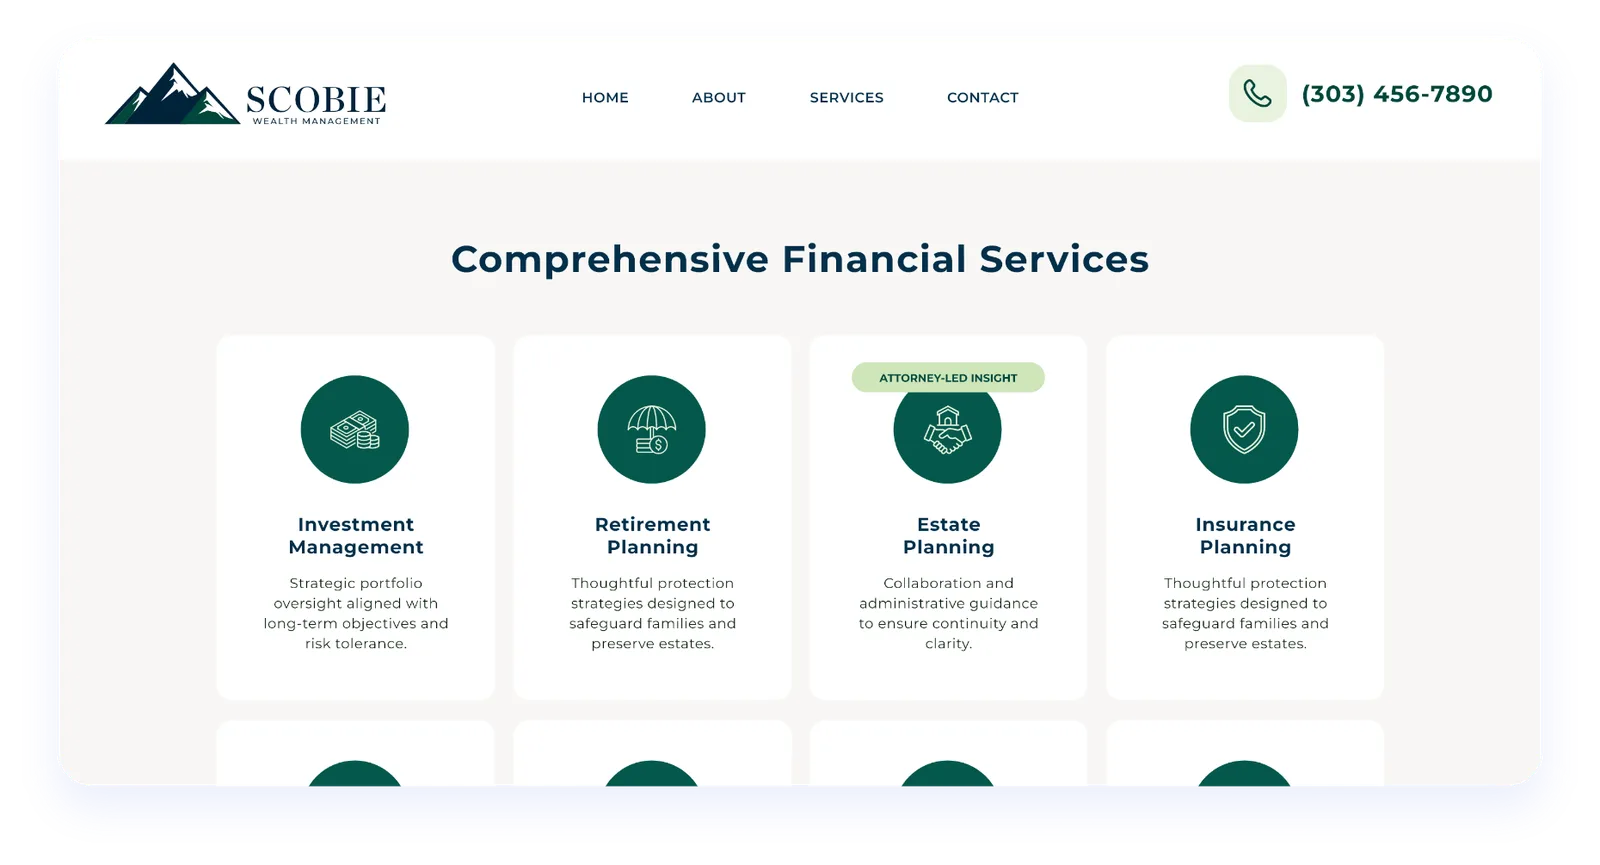 SCOBIE
WEALTH MANAGEMENT
HOME
ABOUT
SERVICES
CONTACT
(303) 456-7890
Comprehensive Financial Services
Investment
Management
Strategic portfolio
oversight aligned with
long-term objectives and
risk tolerance.
Retirement
Planning
Thoughtful protection
strategies designed to
safeguard families and
preserve estates.
ATTORNEY-LED INSIGHT
Estate
Planning
Collaboration and
administrative guidance
to ensure continuity and
clarity.
Insurance
Planning
Thoughtful protection
strategies designed to
safeguard families and
preserve estates.